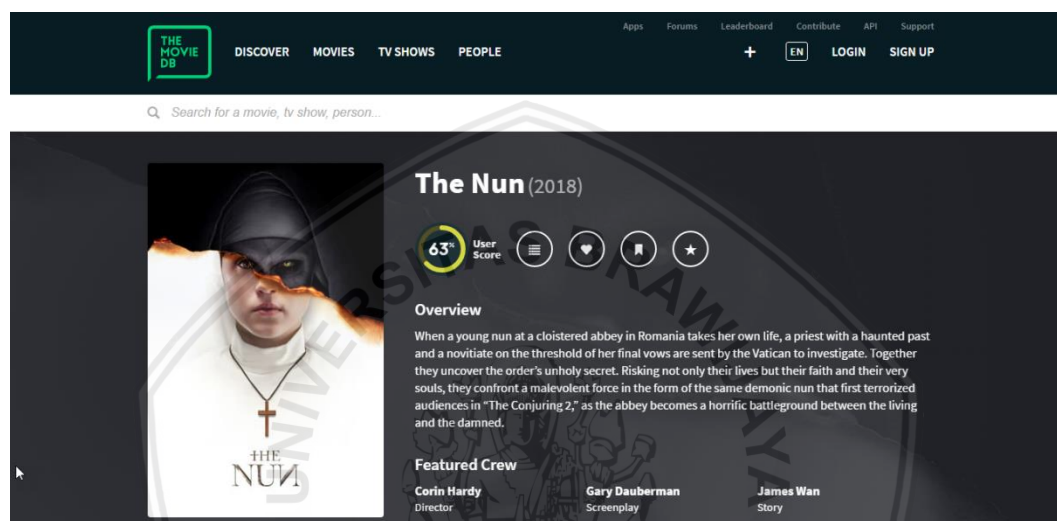 Apps Forums Leaderboard Contribute API Support
THE
MOVIE
DB
DISCOVER MOVIES TV SHOWS PEOPLE + EN LOGIN SIGN UP
Search for a movie, tv show, person...
The Nun (2018)
63%
User
Score
Overview
When a young nun at a cloistered abbey in Romania takes her own life, a priest with a haunted past
and a novitiate on the threshold of her final vows are sent by the Vatican to investigate. Together
they uncover the order's unholy secret. Risking not only their lives but their faith and their very
souls, they confront a malevolent force in the form of the same demonic nun that first terrorized
audiences in "The Conjuring 2," as the abbey becomes a horrific battleground between the living
and the damned.
Featured Crew
Corin Hardy Gary Dauberman James Wan
Director Screenplay Story
THE
NUN
UNIVERSITAS BRAWIJAYA